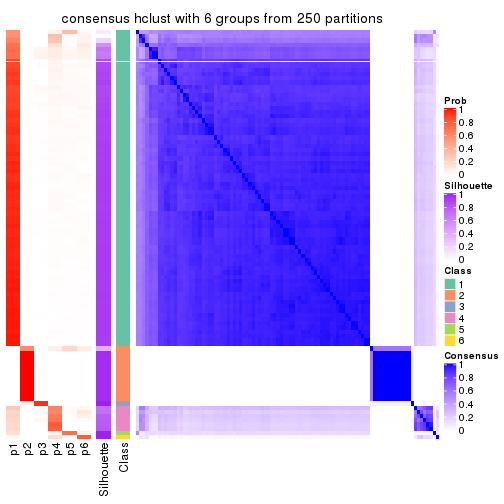 consensus hclust with 6 groups from 250 partitions
Prob
1
0.8
0.6
0.4
0.2
0
Silhouette
1
0.8
0.6
0.4
0.2
0
Class
1
2
3
4
5
6
Consensus
1
0.8
0.6
0.4
0.2
0
p1
p2
p3
p4
p5
p6
Silhouette
Class